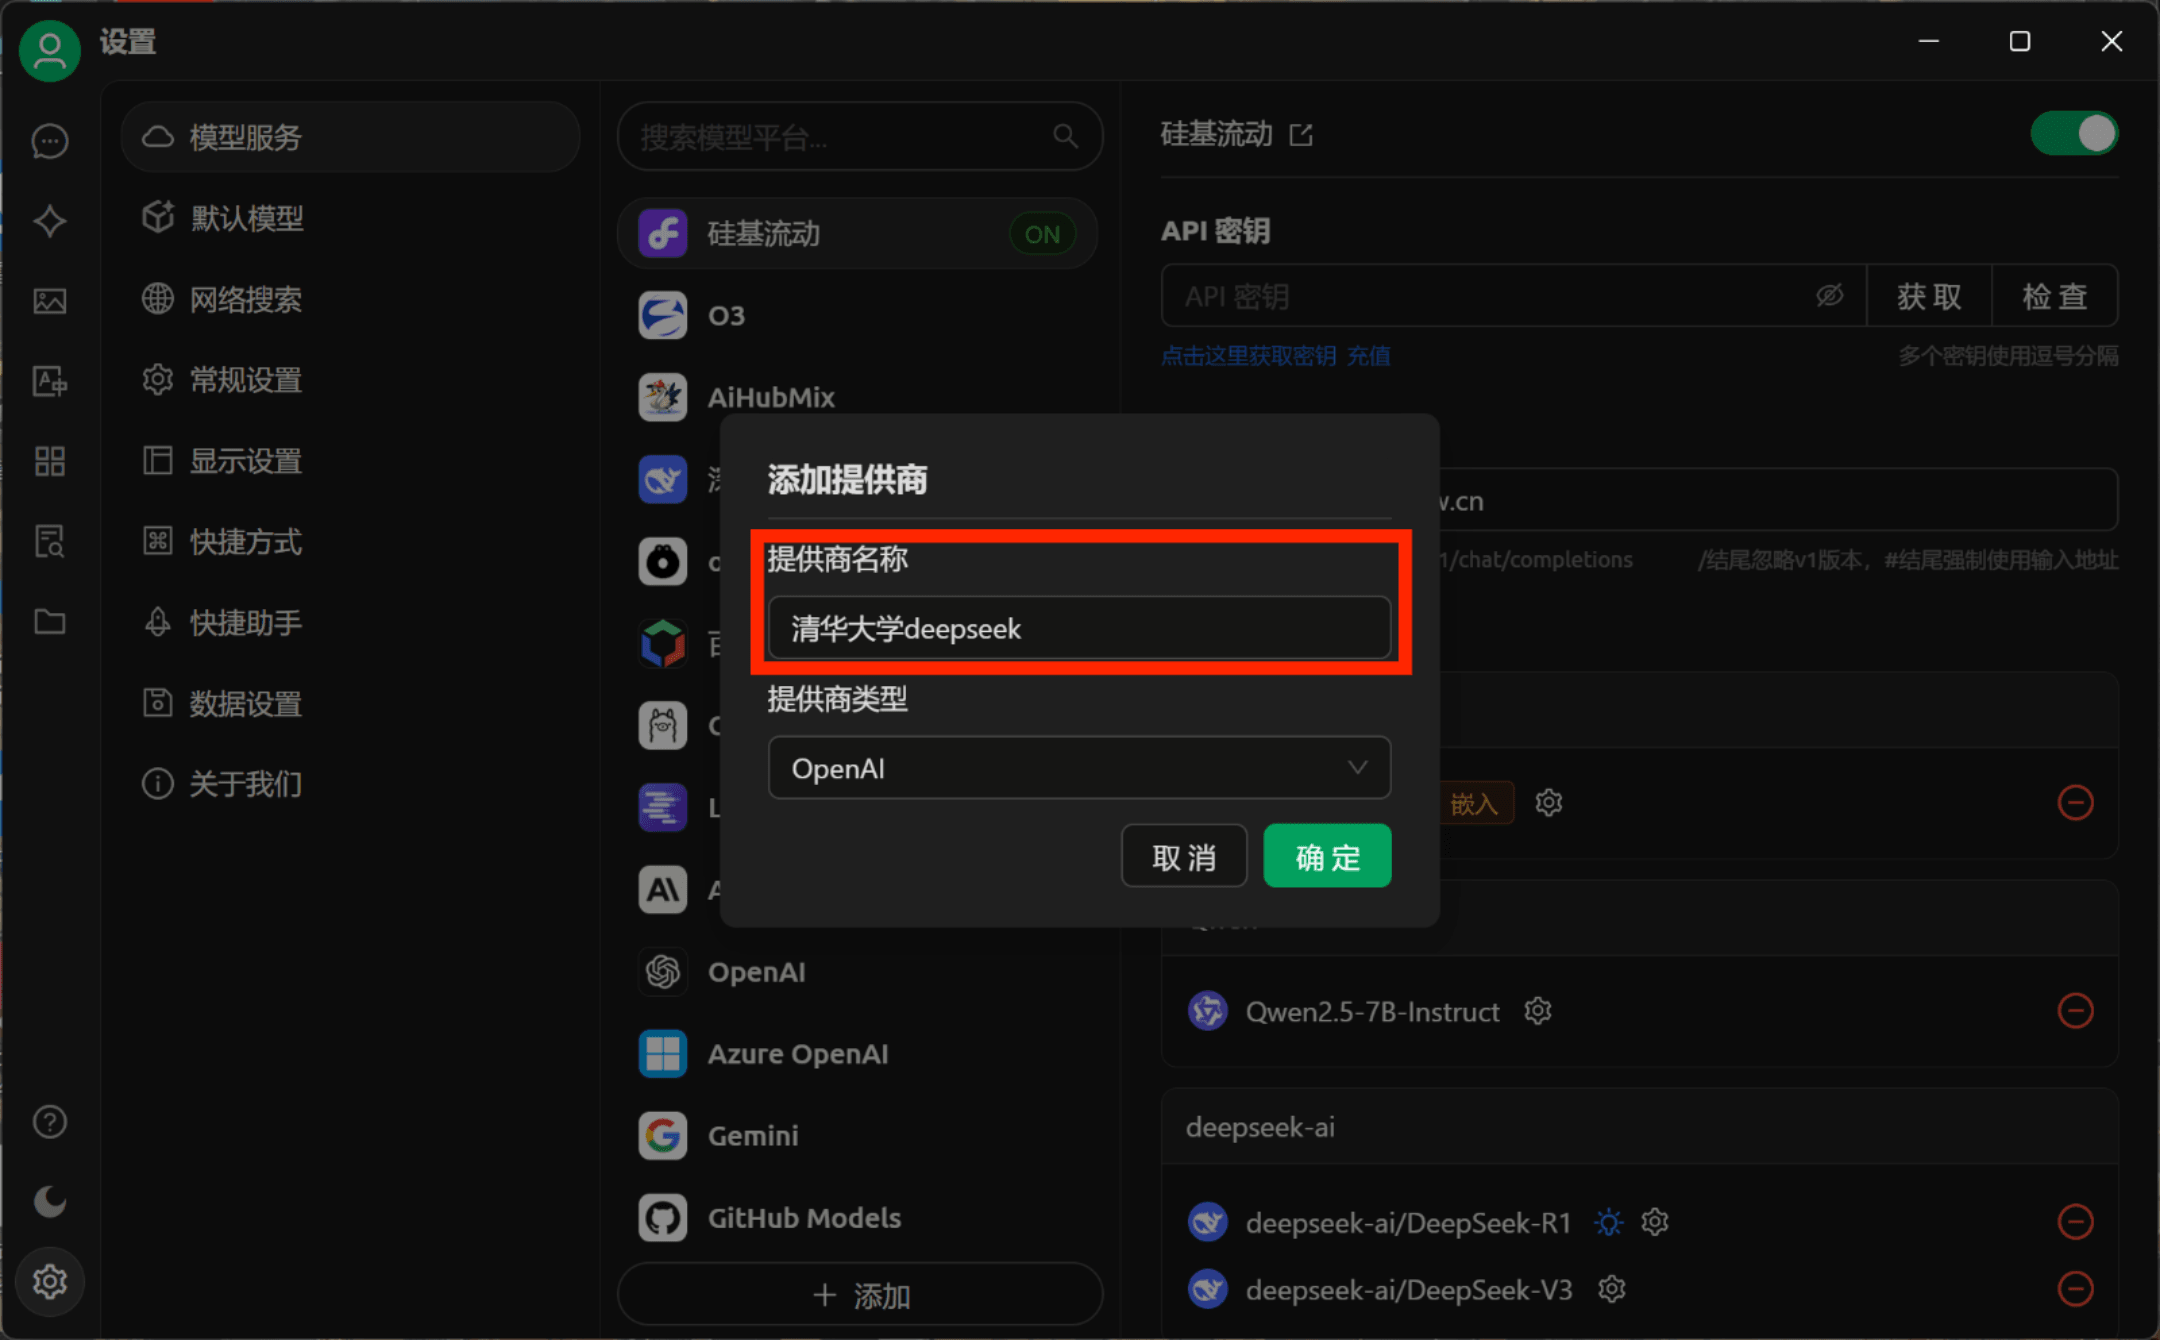 设置
模型服务
默认模型
网络搜索
常规设置
显示设置
快捷方式
快捷助手
数据设置
关于我们
搜索模型平台...
硅基流动
ON
O3
AiHubMix
OpenAI
Azure OpenAI
Gemini
GitHub Models
添加
硅基流动
API 密钥
API 密钥
获取
检查
点击这里获取密钥 充值
多个密钥使用逗号分隔
w.cn
1/chat/completions
/结尾忽略v1版本，#结尾强制使用输入地址
嵌入
Qwen2.5-7B-Instruct
deepseek-ai
deepseek-ai/DeepSeek-R1
deepseek-ai/DeepSeek-V3
添加提供商
提供商名称
清华大学deepseek
提供商类型
OpenAI
取消
确定